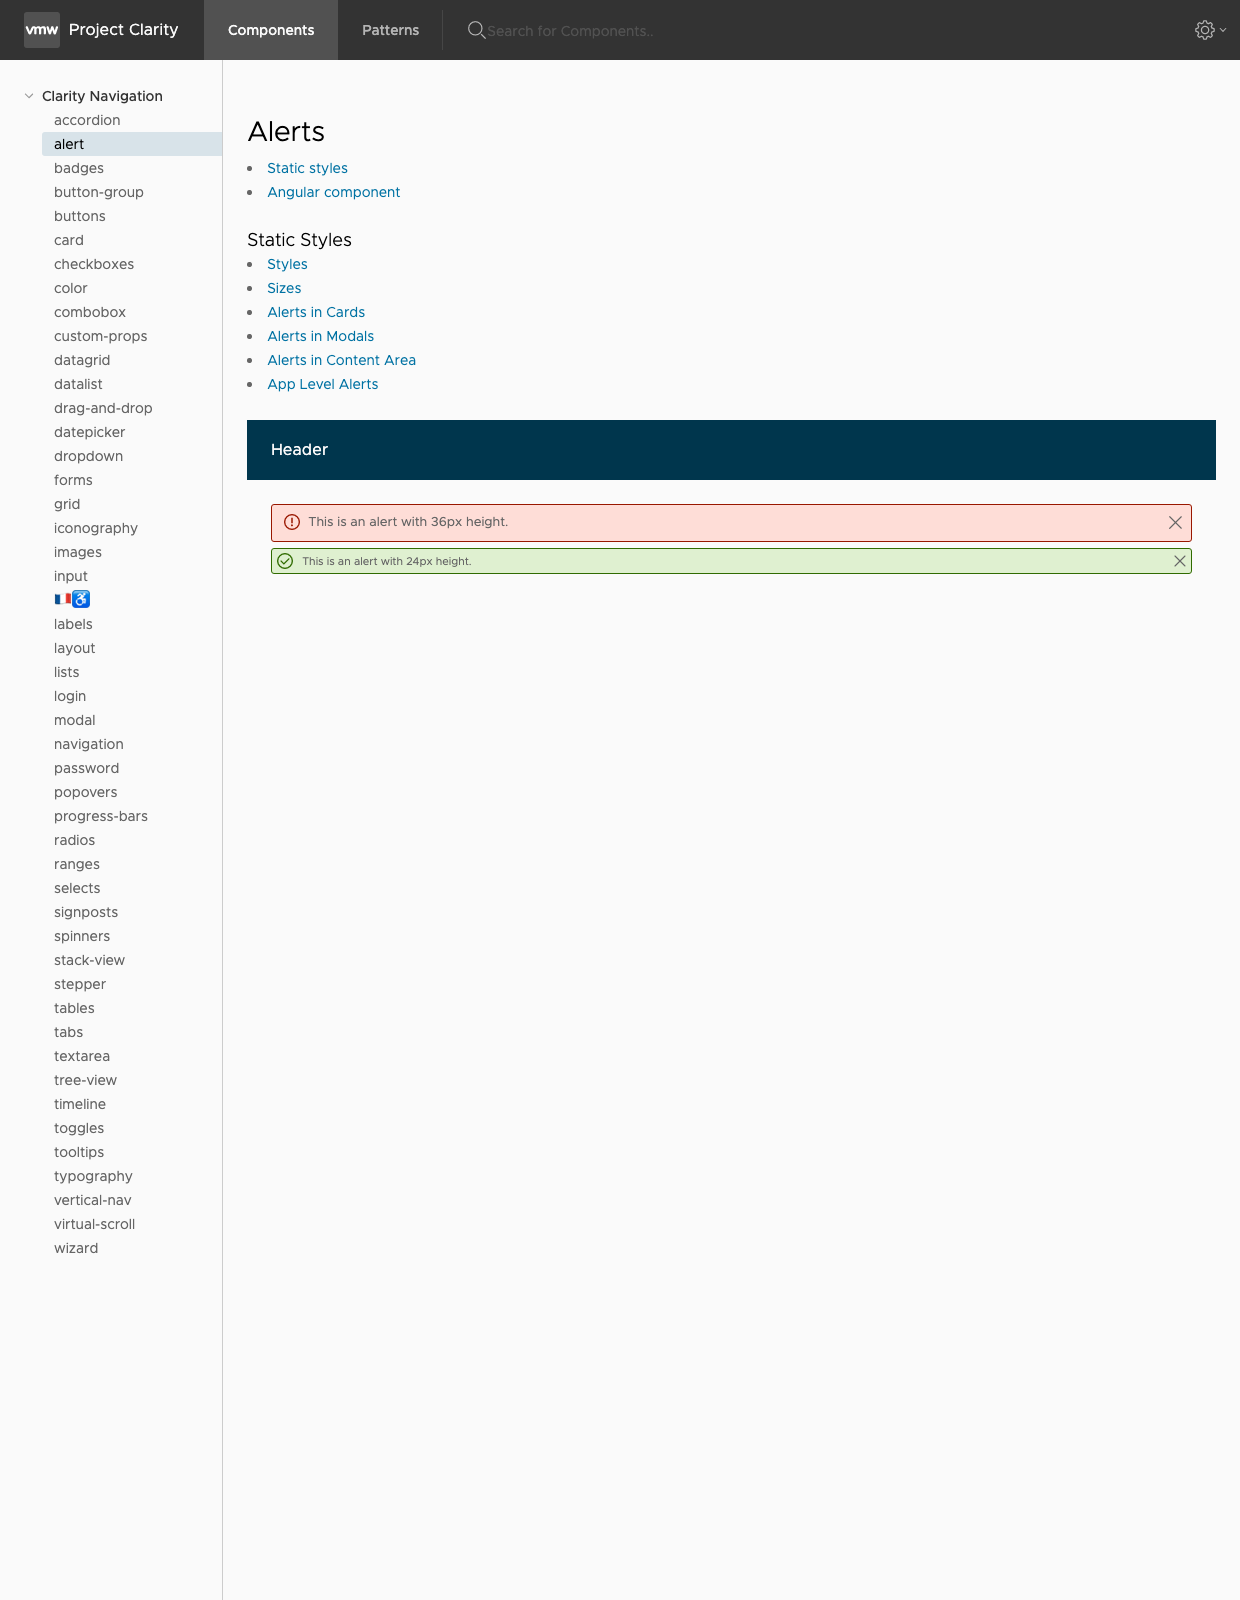 vmw Project Clarity Components Patterns Search for Components..
Clarity Navigation
accordion
alert
badges
button-group
buttons
card
checkboxes
color
combobox
custom-props
datagrid
datalist
drag-and-drop
datepicker
dropdown
forms
grid
iconography
images
input
🇫🇷♿
labels
layout
lists
login
modal
navigation
password
popovers
progress-bars
radios
ranges
selects
signposts
spinners
stack-view
stepper
tables
tabs
textarea
tree-view
timeline
toggles
tooltips
typography
vertical-nav
virtual-scroll
wizard
Alerts
Static styles
Angular component
Static Styles
Styles
Sizes
Alerts in Cards
Alerts in Modals
Alerts in Content Area
App Level Alerts
Header
This is an alert with 36px height.
This is an alert with 24px height.